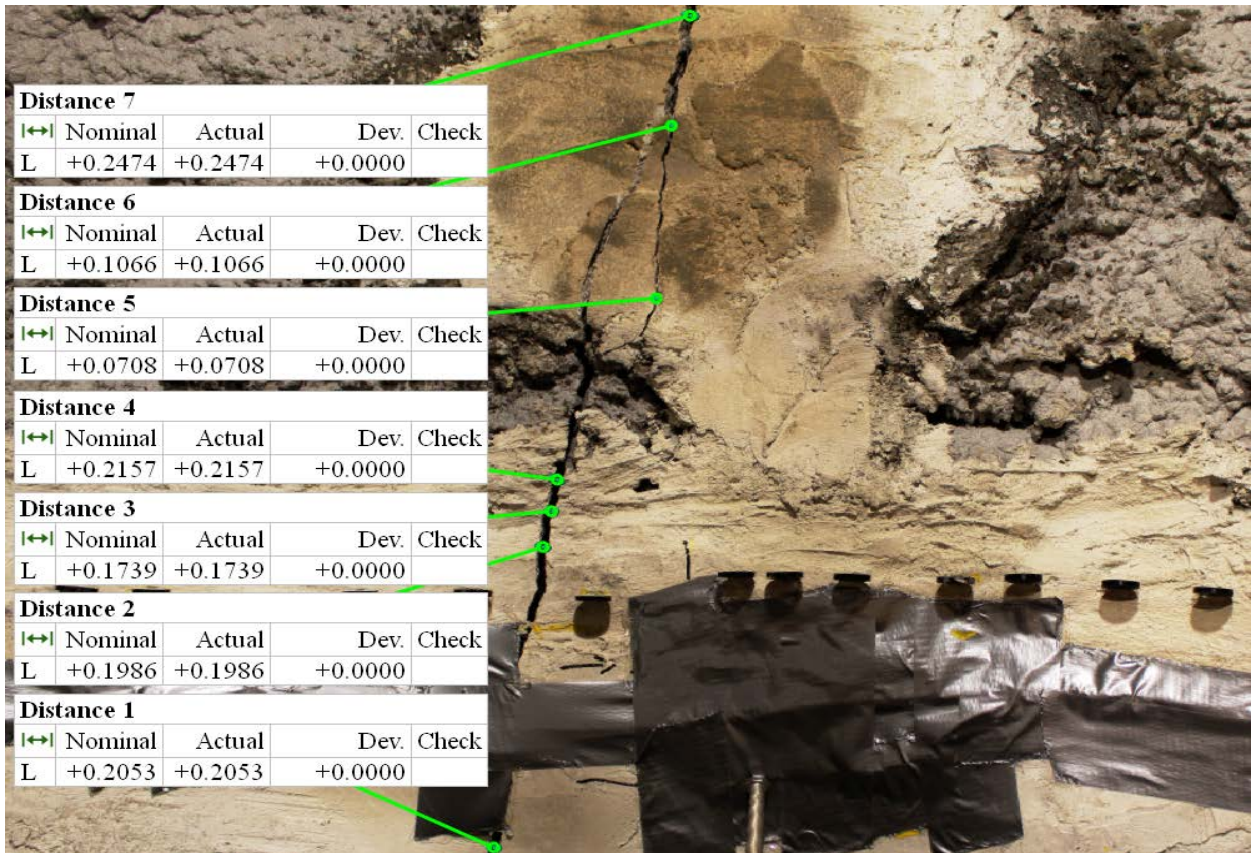 Distance 7
Nominal Actual Dev. Check
L +0.2474 +0.2474 +0.0000
Distance 6
Nominal Actual Dev. Check
L +0.1066 +0.1066 +0.0000
Distance 5
Nominal Actual Dev. Check
L +0.0708 +0.0708 +0.0000
Distance 4
Nominal Actual Dev. Check
L +0.2157 +0.2157 +0.0000
Distance 3
Nominal Actual Dev. Check
L +0.1739 +0.1739 +0.0000
Distance 2
Nominal Actual Dev. Check
L +0.1986 +0.1986 +0.0000
Distance 1
Nominal Actual Dev. Check
L +0.2053 +0.2053 +0.0000